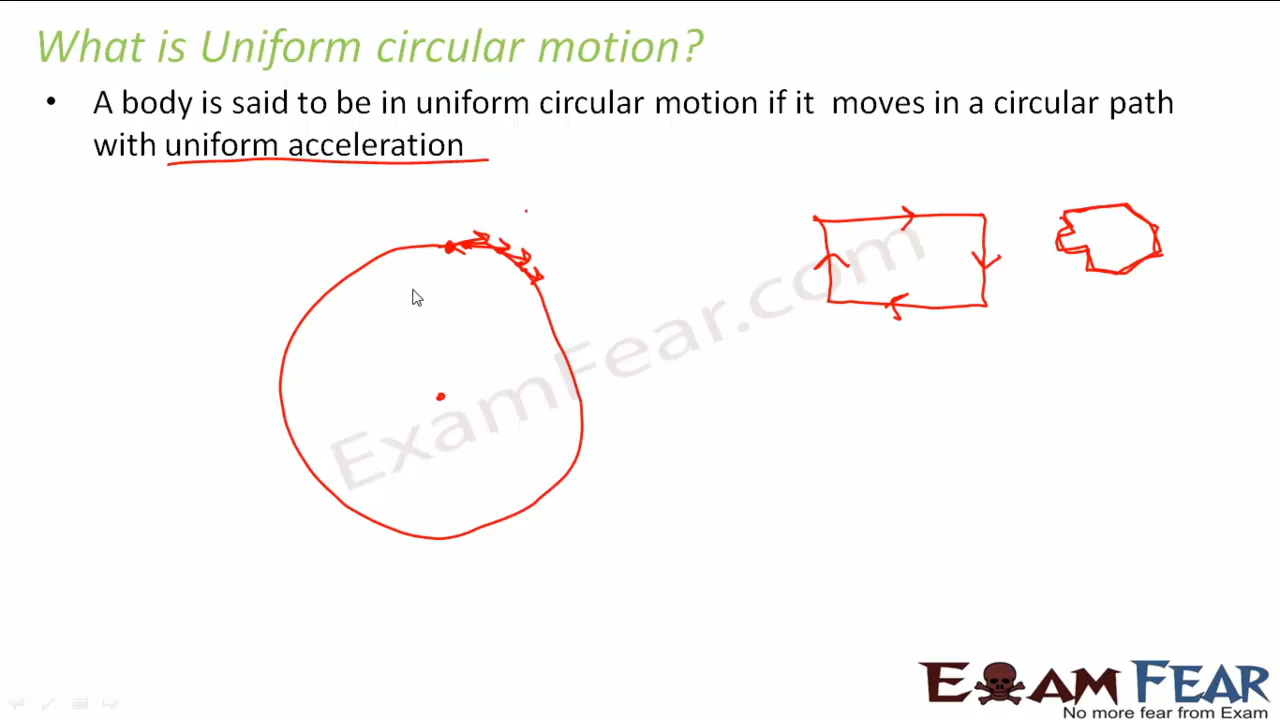 What is Uniform circular motion?
• A body is said to be in uniform circular motion if it moves in a circular path
with uniform acceleration
ExamFear.com
EXAM FEAR
No more fear from Exam